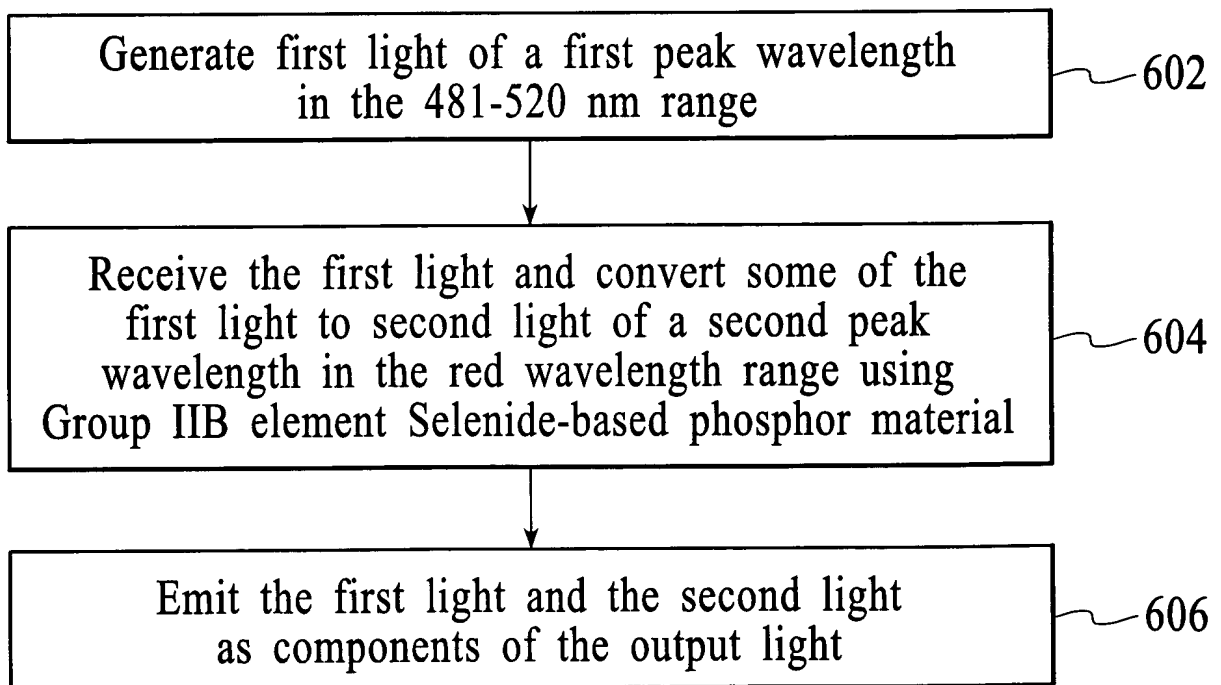 Generate first light of a first peak wavelength
in the 481-520 nm range
602
Receive the first light and convert some of the
first light to second light of a second peak
wavelength in the red wavelength range using
Group IIB element Selenide-based phosphor material
604
Emit the first light and the second light
as components of the output light
606